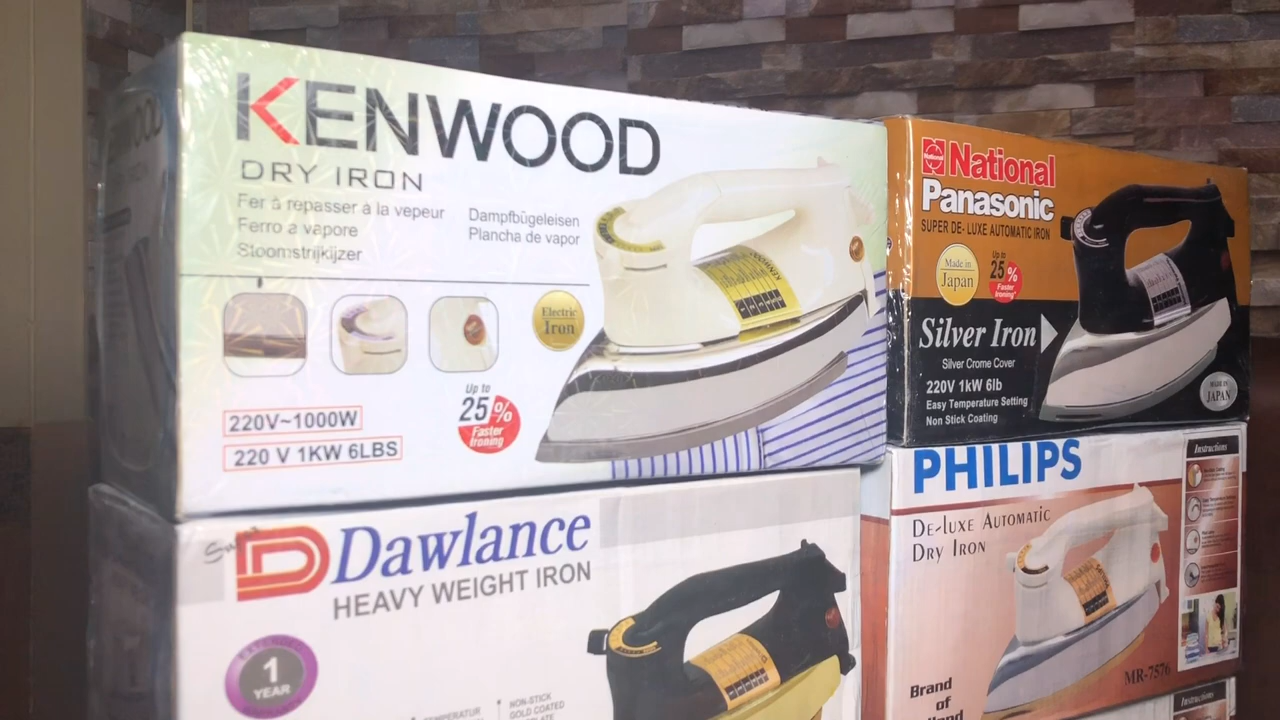 KENWOOD
DRY IRON
Fer à repasser à la vepeur
Ferro a vapore
Stoomstrijkijzer
Dampfbügeleisen
Plancha de vapor
Electric
Iron
Up to
25%
Faster
Ironing
220V~1000W
220 V 1KW 6LBS
National
National
Panasonic
SUPER DE- LUXE AUTOMATIC IRON
Made in
Japan
Up to
25%
Faster
Ironing*
Silver Iron
Silver Crome Cover
220V 1kW 6lb
Easy Temperature Setting
Non Stick Coating
MADE IN
JAPAN
Super
Dawlance
HEAVY WEIGHT IRON
EXTENDED
1
YEAR
NON-STICK
GOLD COATED
PHILIPS
DE-LUXE AUTOMATIC
DRY IRON
MR-7576
Brand
of
Instructions
Instructions